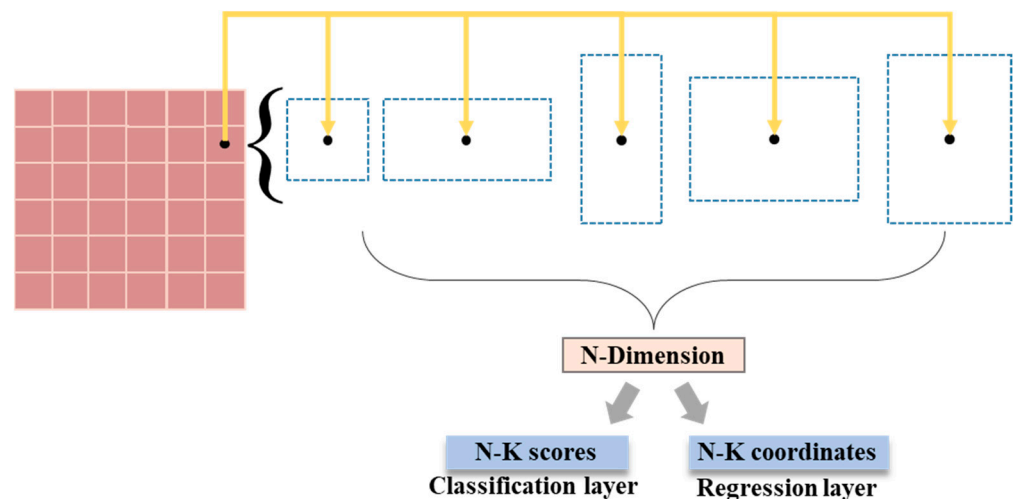 N-Dimension
N-K scores
N-K coordinates
Classification layer
Regression layer